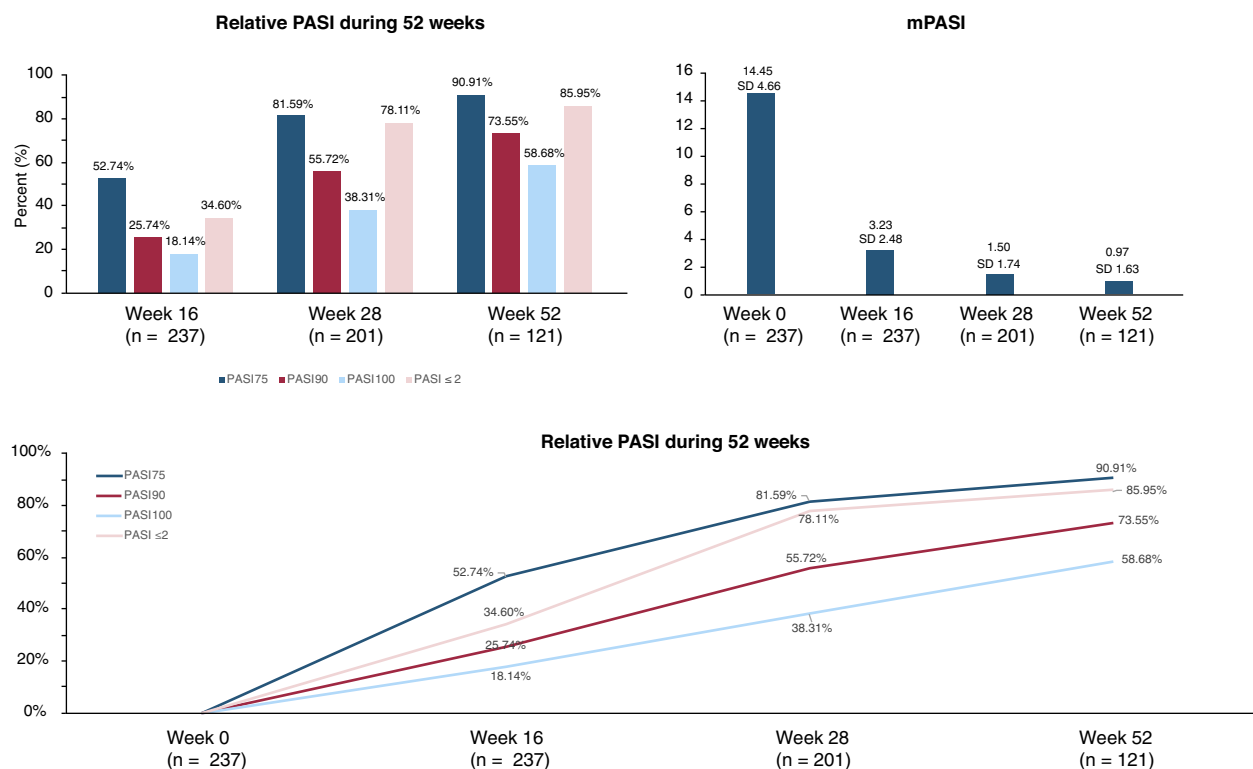 Relative PASI during 52 weeks
Percent (%)
100
80
60
40
20
0
52.74%
25.74%
18.14%
34.60%
81.59%
55.72%
38.31%
78.11%
90.91%
73.55%
58.68%
85.95%
Week 16
(n = 237)
Week 28
(n = 201)
Week 52
(n = 121)
PASI75 PASI90 PASI100 PASI ≤ 2
mPASI
16
14
12
10
8
6
4
2
0
14.45
SD 4.66
3.23
SD 2.48
1.50
SD 1.74
0.97
SD 1.63
Week 0
(n = 237)
Week 16
(n = 237)
Week 28
(n = 201)
Week 52
(n = 121)
Relative PASI during 52 weeks
100%
80%
60%
40%
20%
0%
PASI75
PASI90
PASI100
PASI ≤2
52.74%
34.60%
25.74%
18.14%
81.59%
78.11%
55.72%
38.31%
90.91%
85.95%
73.55%
58.68%
Week 0
(n = 237)
Week 16
(n = 237)
Week 28
(n = 201)
Week 52
(n = 121)